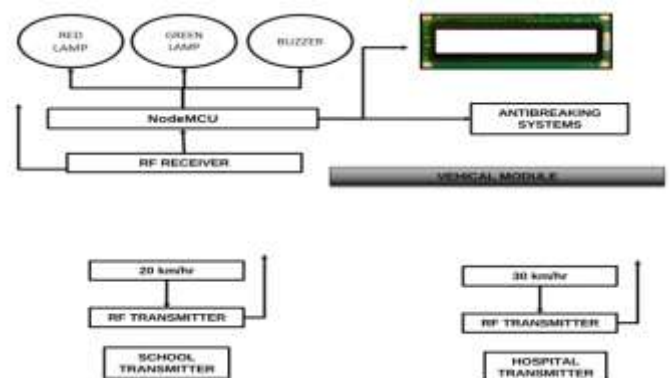 RED
LAMP
GREEN
LAMP
BUZZER
NodeMCU
ANTIBREAKING
SYSTEMS
RF RECEIVER
VEHICAL MODULE
20 km/hr
30 km/hr
RF TRANSMITTER
RF TRANSMITTER
SCHOOL
TRANSMITTER
HOSPITAL
TRANSMITTER